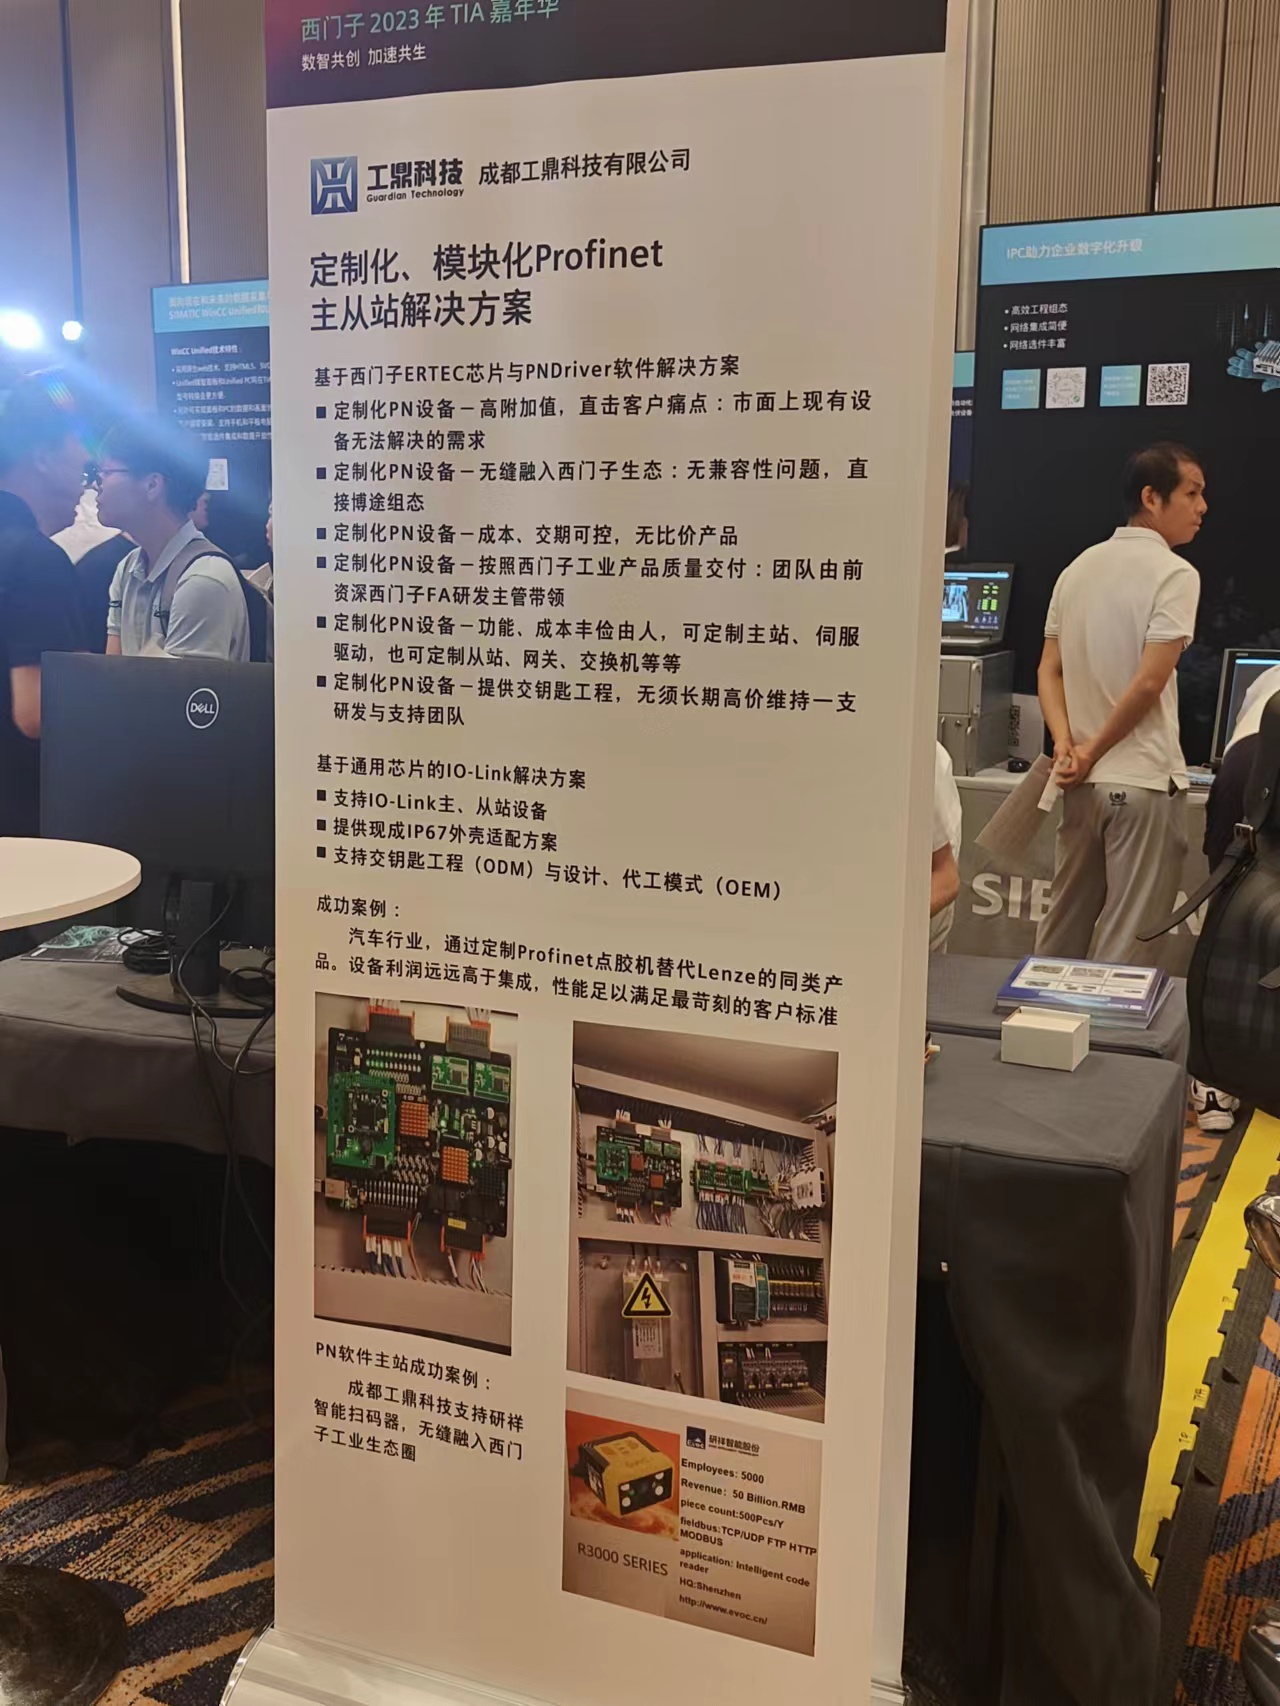 西门子 2023 年 TIA 嘉年华
数智共创 加速共生
工鼎科技
Guardian Technology
成都工鼎科技有限公司
定制化、模块化Profinet
主从站解决方案
基于西门子ERTEC芯片与PNDriver软件解决方案
■ 定制化PN设备－高附加值，直击客户痛点：市面上现有设
备无法解决的需求
■ 定制化PN设备－无缝融入西门子生态：无兼容性问题，直
接博途组态
■ 定制化PN设备－成本、交期可控，无比价产品
■ 定制化PN设备－按照西门子工业产品质量交付：团队由前
资深西门子FA研发主管带领
■ 定制化PN设备－功能、成本丰俭由人，可定制主站、伺服
驱动，也可定制从站、网关、交换机等等
■ 定制化PN设备－提供交钥匙工程，无须长期高价维持一支
研发与支持团队
基于通用芯片的IO-Link解决方案
■ 支持IO-Link主、从站设备
■ 提供现成IP67外壳适配方案
■ 支持交钥匙工程（ODM）与设计、代工模式（OEM）
成功案例：
汽车行业，通过定制Profinet点胶机替代Lenze的同类产
品。设备利润远远高于集成，性能足以满足最苛刻的客户标准
PN软件主站成功案例：
成都工鼎科技支持研祥
智能扫码器，无缝融入西门
子工业生态圈
研祥智能股份
Employees: 5000
Revenue: 50 Billion.RMB
piece count:500Pcs/Y
fieldbus:TCP/UDP FTP HTTP
MODBUS
application: Intelligent code
reader
HQ:Shenzhen
http://www.evoc.cn/
R3000 SERIES
IPC助力企业数字化升级
• 高效工程组态
• 网络集成简便
• 网络选件丰富
WinCC Unified技术特性：
DELL
SIE